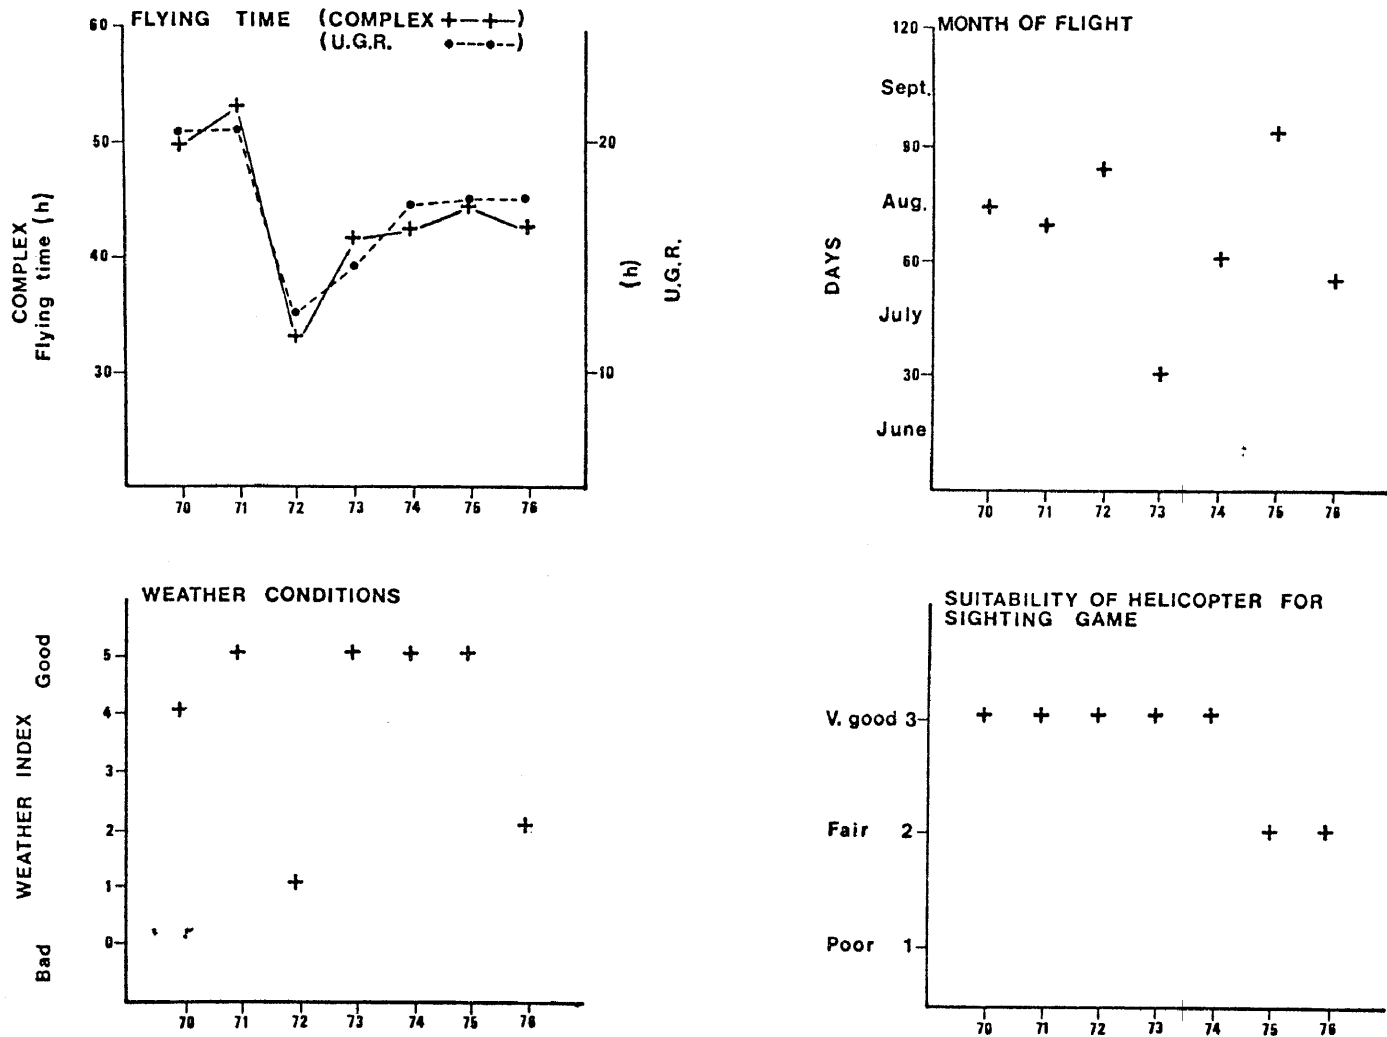 FLYING TIME (COMPLEX +—+—)
(U.G.R. •---•--)
60
50
40
30
COMPLEX
Flying time (h)
20
10
(h)
U.G.R.
70 71 72 73 74 75 76
MONTH OF FLIGHT
120
Sept.
90
Aug.
60
July
30
June
DAYS
70 71 72 73 74 75 76
WEATHER CONDITIONS
Good
5
4
3
2
1
0
Bad
WEATHER INDEX
70 71 72 73 74 75 76
SUITABILITY OF HELICOPTER FOR
SIGHTING GAME
V. good 3
Fair 2
Poor 1
70 71 72 73 74 75 76